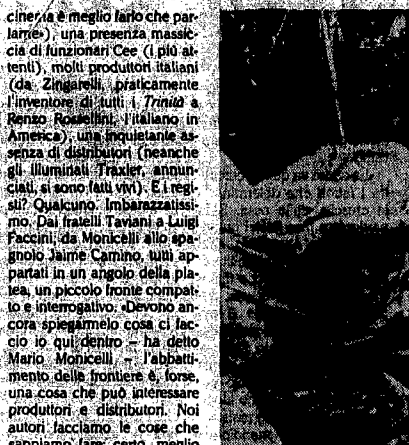 cineria è meglio farlo che par-
larne»), una presenza massic-
cia di funzionari Cee (i più at-
tenti), molti produttori italiani
(da Zingarelli, praticamente
l'inventore di tutti i Trinità a
Renzo Rossellini, l'italiano in
America), una inquietante as-
senza di distributori (neanche
gli illuminati Traxler, annun-
ciati, si sono fatti vivi). E i regi-
sti? Qualcuno. Imbarazzatissi-
mo. Dai fratelli Taviani a Luigi
Faccini, da Monicelli allo spa-
gnolo Jaime Camino, tutti ap-
partati in un angolo della pla-
tea, un piccolo fronte compat-
to e interrogativo. «Devono an-
cora spiegarmelo cosa ci fac-
cio io qui dentro – ha detto
Mario Monicelli – l'abbatti-
mento delle frontiere è, forse,
una cosa che può interessare
produttori e distributori. Noi
autori facciamo le cose che
sappiamo fare, certo, meglio